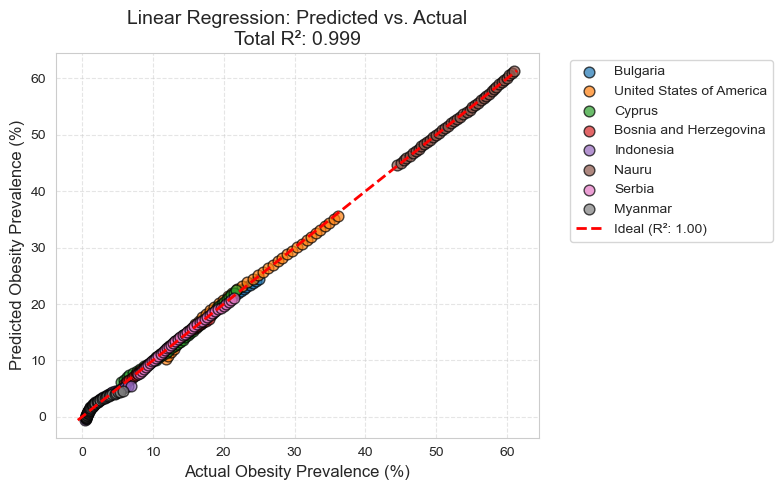 Linear Regression: Predicted vs. Actual
Total R²: 0.999
Predicted Obesity Prevalence (%)
60
50
40
30
20
10
0
0 10 20 30 40 50 60
Actual Obesity Prevalence (%)
Bulgaria
United States of America
Cyprus
Bosnia and Herzegovina
Indonesia
Nauru
Serbia
Myanmar
Ideal (R²: 1.00)